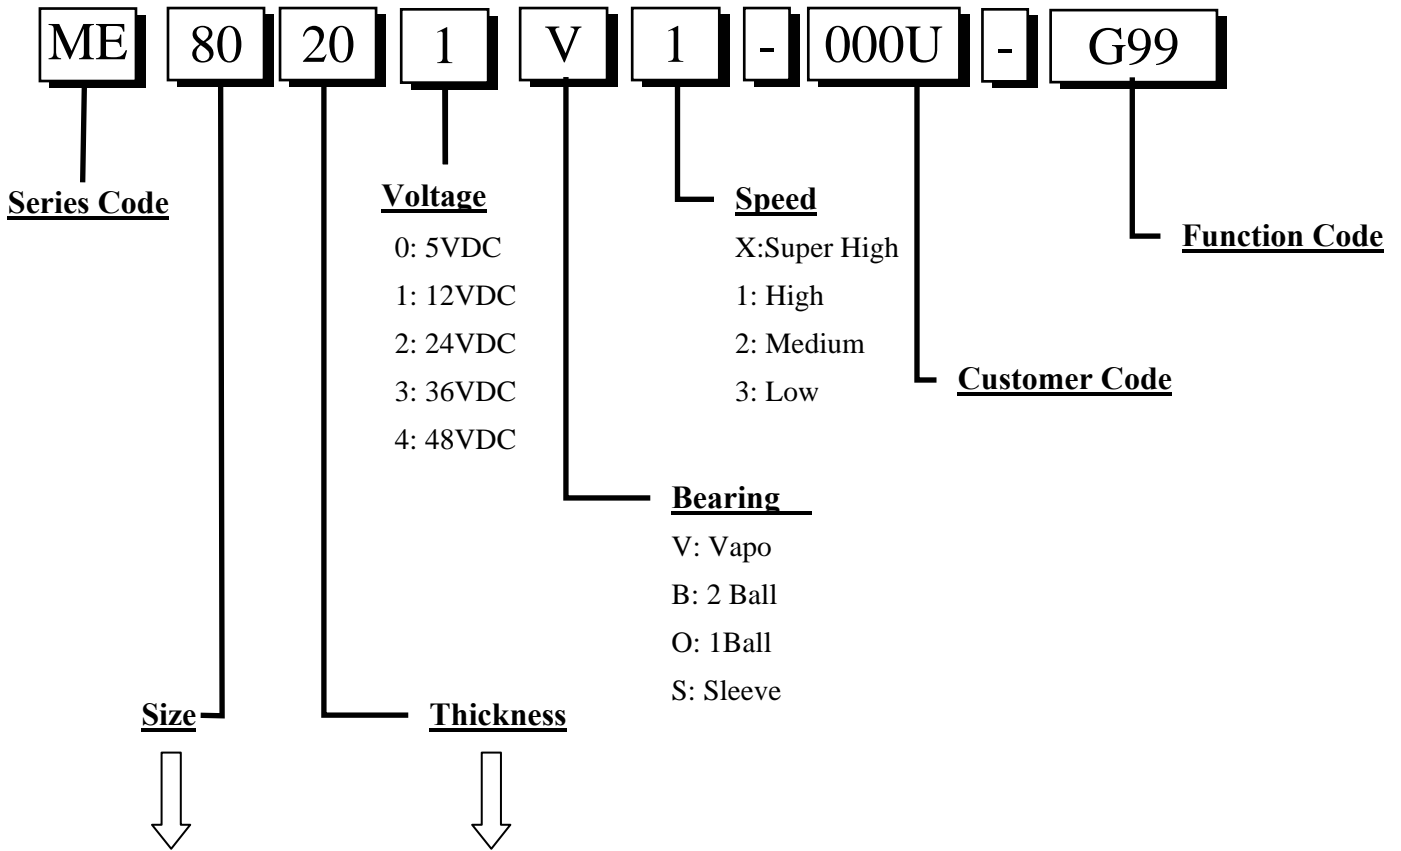 ME 80 20 1 V 1 - 000U - G99
Series Code
Voltage
0: 5VDC
1: 12VDC
2: 24VDC
3: 36VDC
4: 48VDC
Speed
X:Super High
1: High
2: Medium
3: Low
Function Code
Customer Code
Bearing
V: Vapo
B: 2 Ball
O: 1Ball
S: Sleeve
Size
Thickness